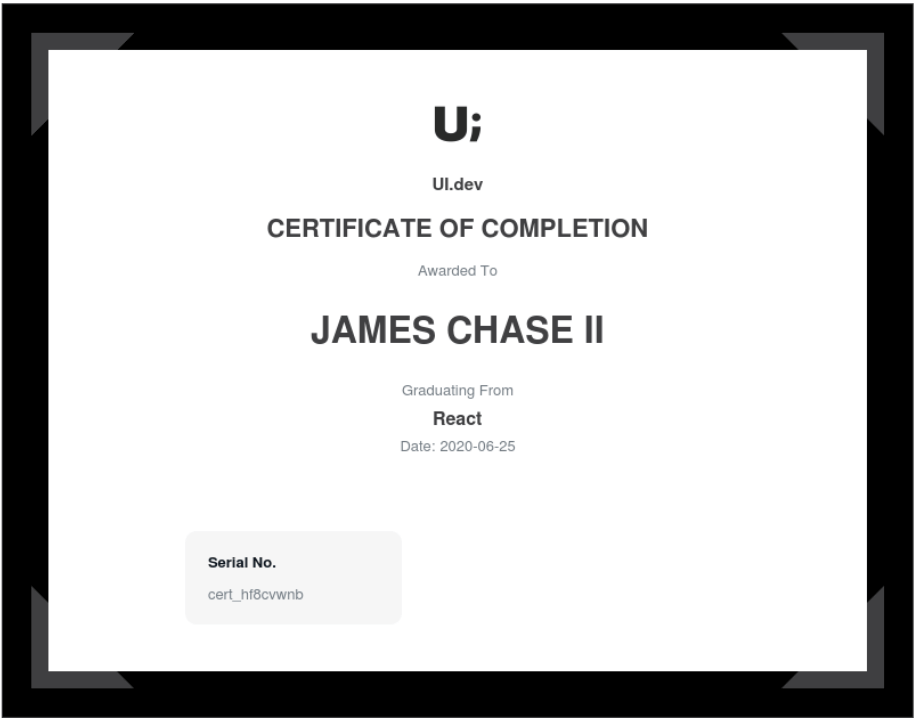 U;
UI.dev
CERTIFICATE OF COMPLETION
Awarded To
JAMES CHASE II
Graduating From
React
Date: 2020-06-25
Serial No.
cert_hf8cvwnb